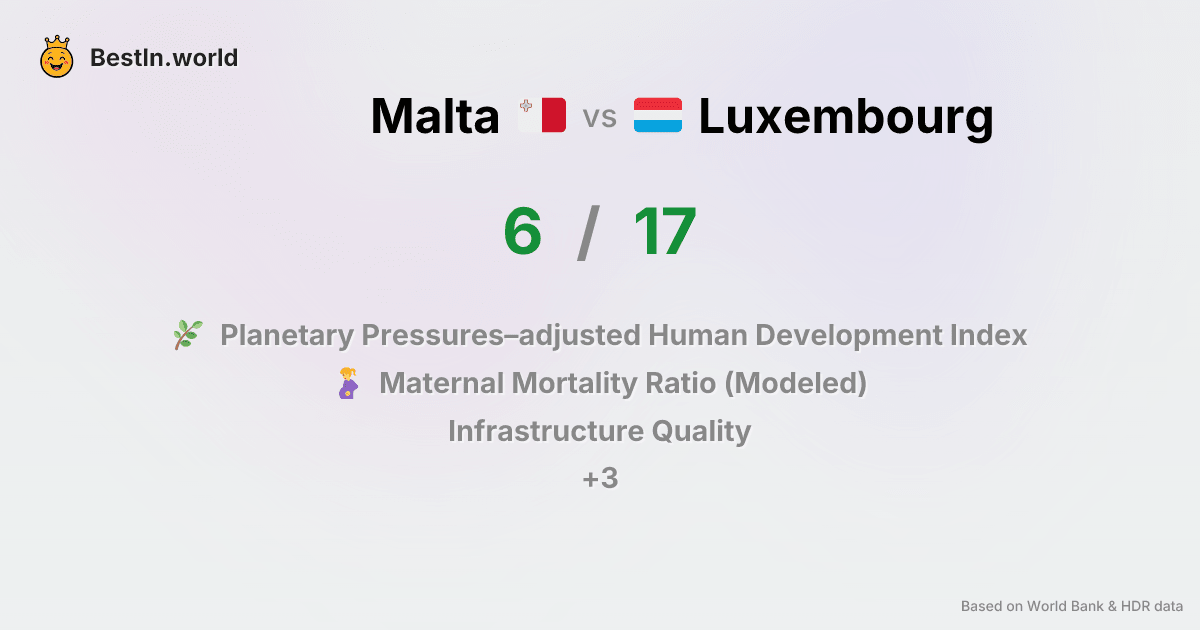 BestIn.world
Malta vs Luxembourg
6 / 17
Planetary Pressures–adjusted Human Development Index
Maternal Mortality Ratio (Modeled)
Infrastructure Quality
+3
Based on World Bank & HDR data